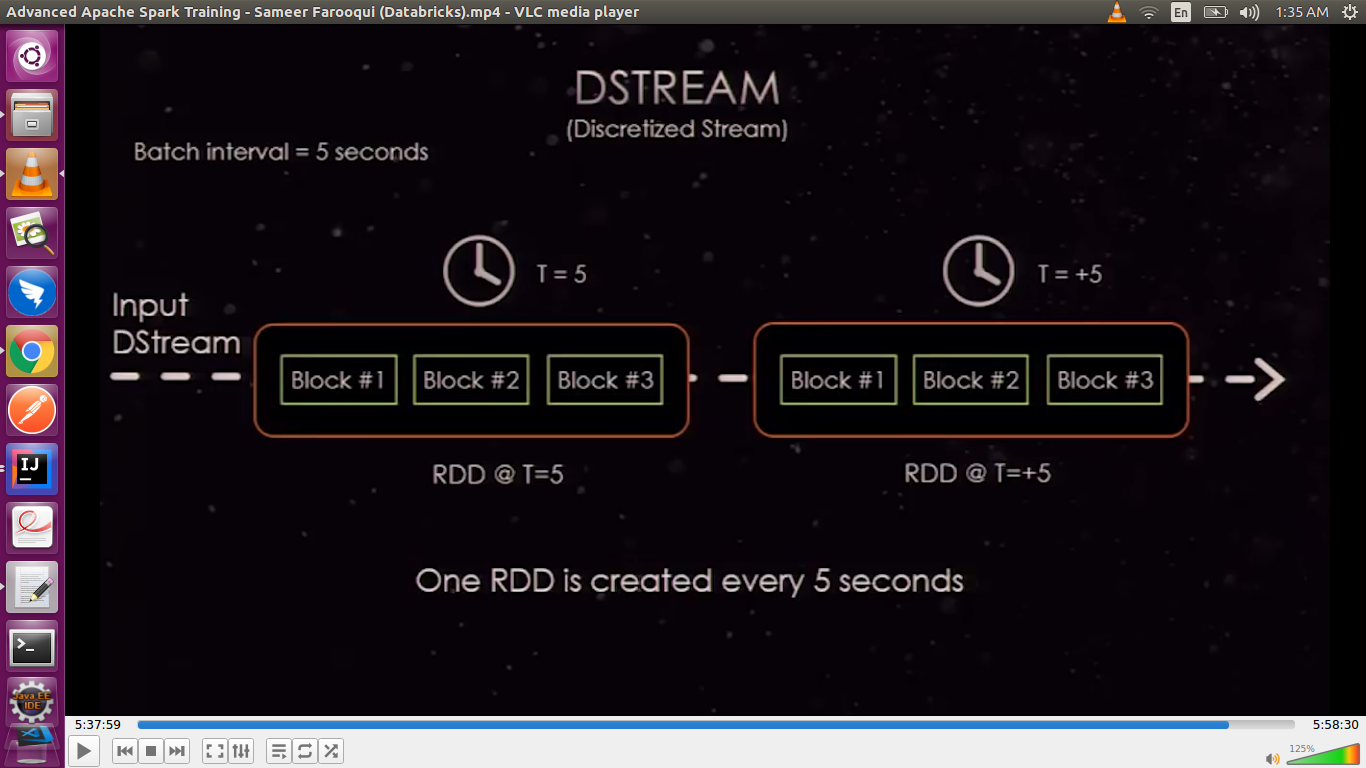 Advanced Apache Spark Training - Sameer Farooqui (Databricks).mp4 - VLC media player
En
1:35 AM
DSTREAM
(Discretized Stream)
Batch interval = 5 seconds
T = 5
T = +5
Input
DStream
Block #1
Block #2
Block #3
Block #1
Block #2
Block #3
RDD @ T=5
RDD @ T=+5
One RDD is created every 5 seconds
IJ
Java EE
IDE
5:37:59
5:58:30
125%